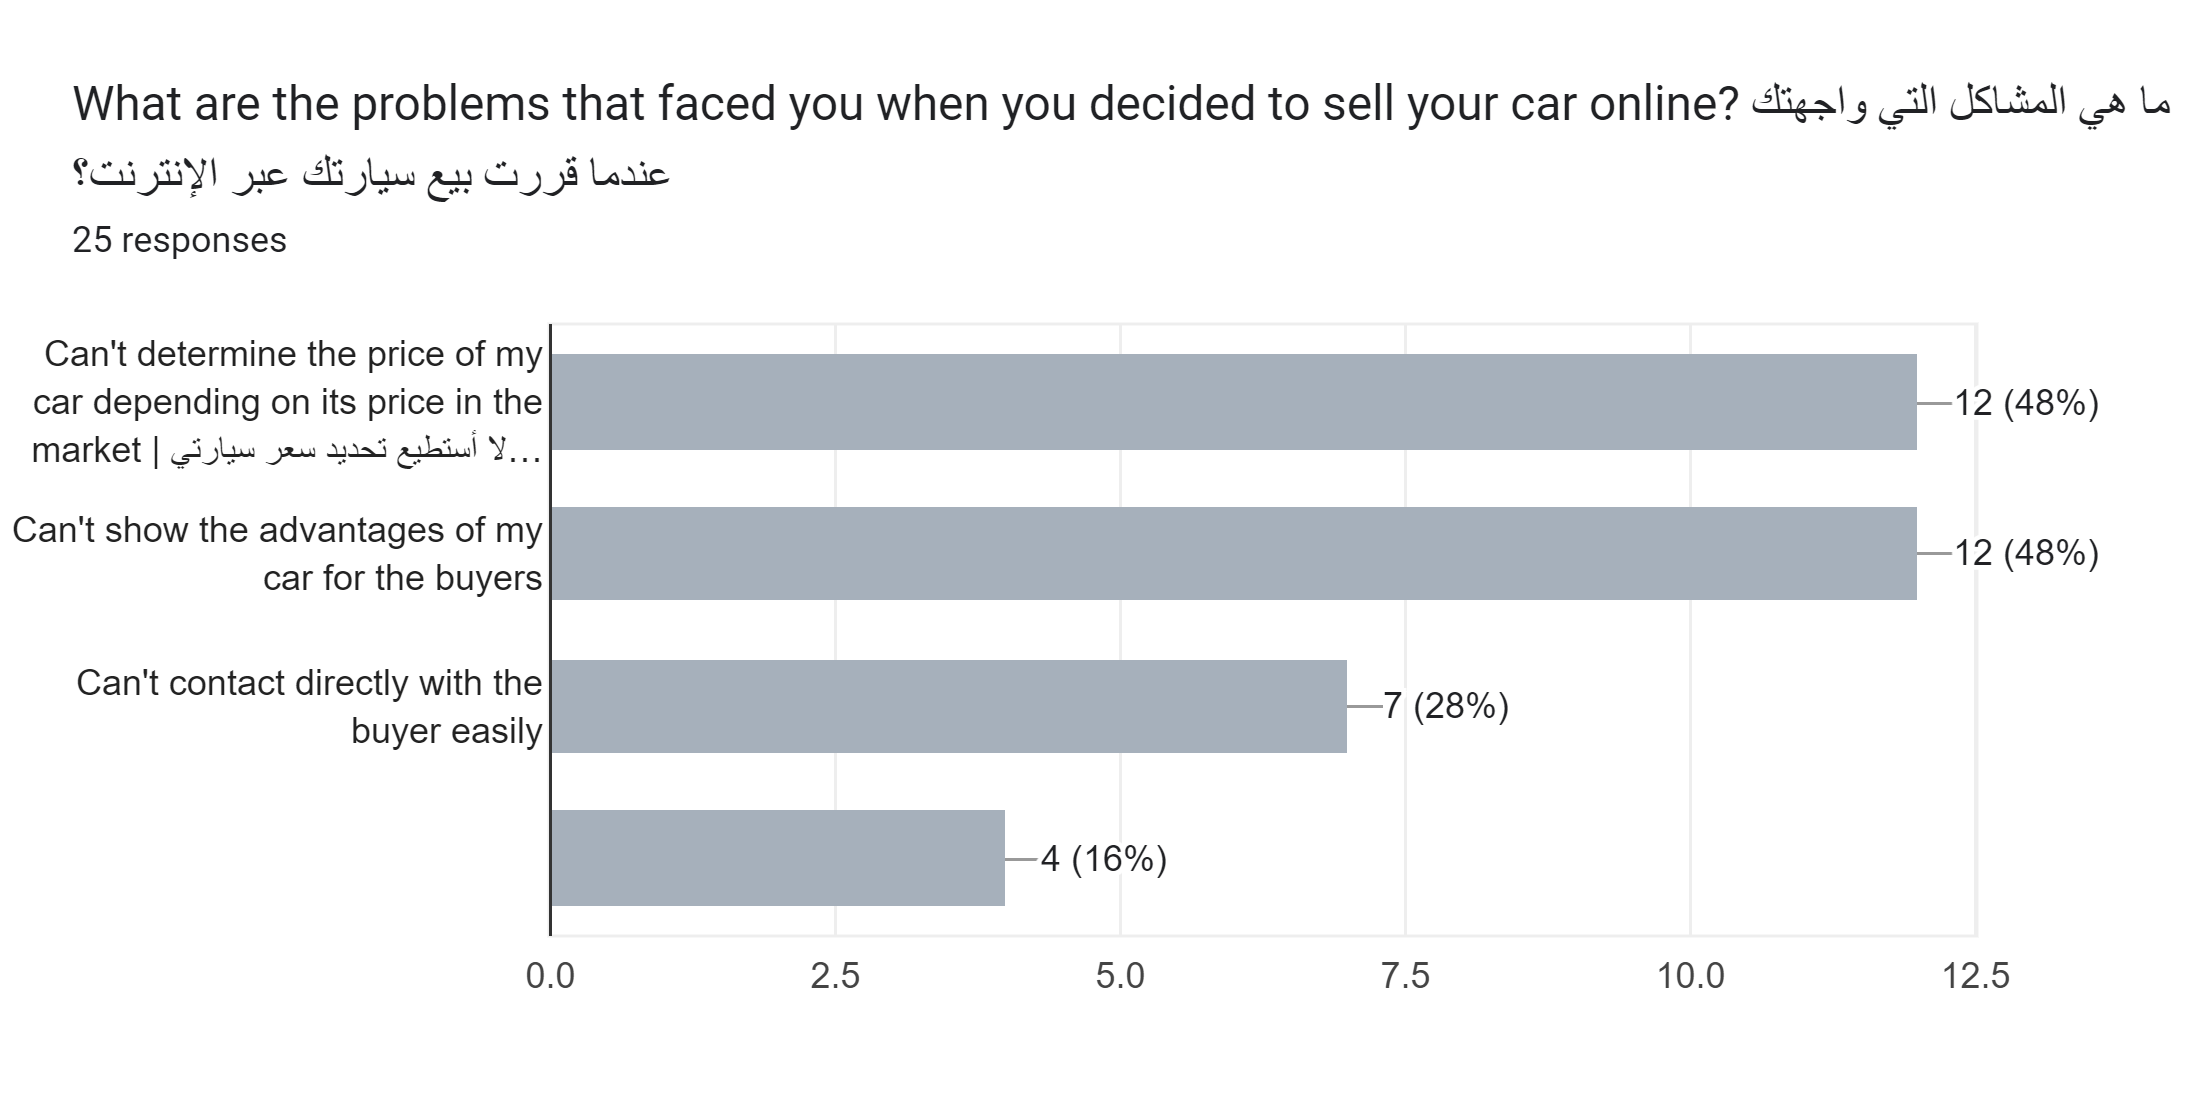 What are the problems that faced you when you decided to sell your car online? ما هي المشاكل التي واجهتك
عندما قررت بيع سيارتك عبر الإنترنت؟
25 responses
Can't determine the price of my
car depending on its price in the
market | لا أستطيع تحديد سعر سيارتي…
12 (48%)
Can't show the advantages of my
car for the buyers
12 (48%)
Can't contact directly with the
buyer easily
7 (28%)
4 (16%)
0.0 2.5 5.0 7.5 10.0 12.5